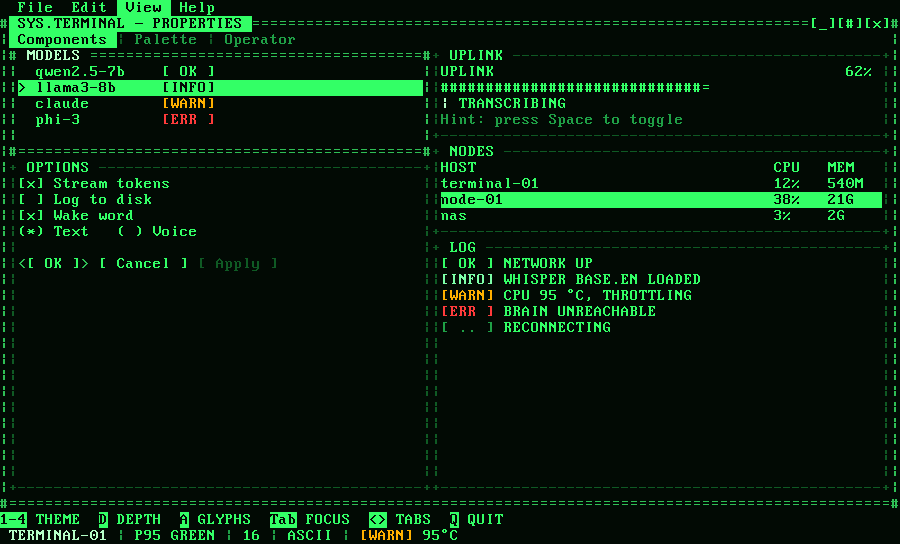 File Edit View Help
SYS.TERMINAL - PROPERTIES [_][#][x]
Components ¦ Palette ¦ Operator
MODELS
qwen2.5-7b [ OK ]
> llama3-8b [INFO]
claude [WARN]
phi-3 [ERR ]
OPTIONS
[x] Stream tokens
[ ] Log to disk
[x] Wake word
(*) Text ( ) Voice
<[ OK ]> [ Cancel ] [ Apply ]
UPLINK
UPLINK 62%
############################=
¦ TRANSCRIBING
Hint: press Space to toggle
NODES
HOST CPU MEM
terminal-01 12% 540M
node-01 38% 21G
nas 3% 2G
LOG
[ OK ] NETWORK UP
[INFO] WHISPER BASE.EN LOADED
[WARN] CPU 95 °C, THROTTLING
[ERR ] BRAIN UNREACHABLE
[ .. ] RECONNECTING
1-4 THEME D DEPTH A GLYPHS Tab FOCUS <> TABS Q QUIT
TERMINAL-01 ¦ P95 GREEN ¦ 16 ¦ ASCII ¦ [WARN] 95°C